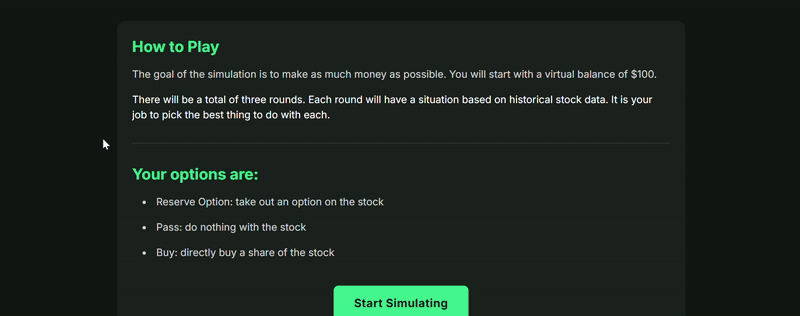 How to Play
The goal of the simulation is to make as much money as possible. You will start with a virtual balance of $100.
There will be a total of three rounds. Each round will have a situation based on historical stock data. It is your
job to pick the best thing to do with each.
Your options are:
• Reserve Option: take out an option on the stock
• Pass: do nothing with the stock
• Buy: directly buy a share of the stock
Start Simulating